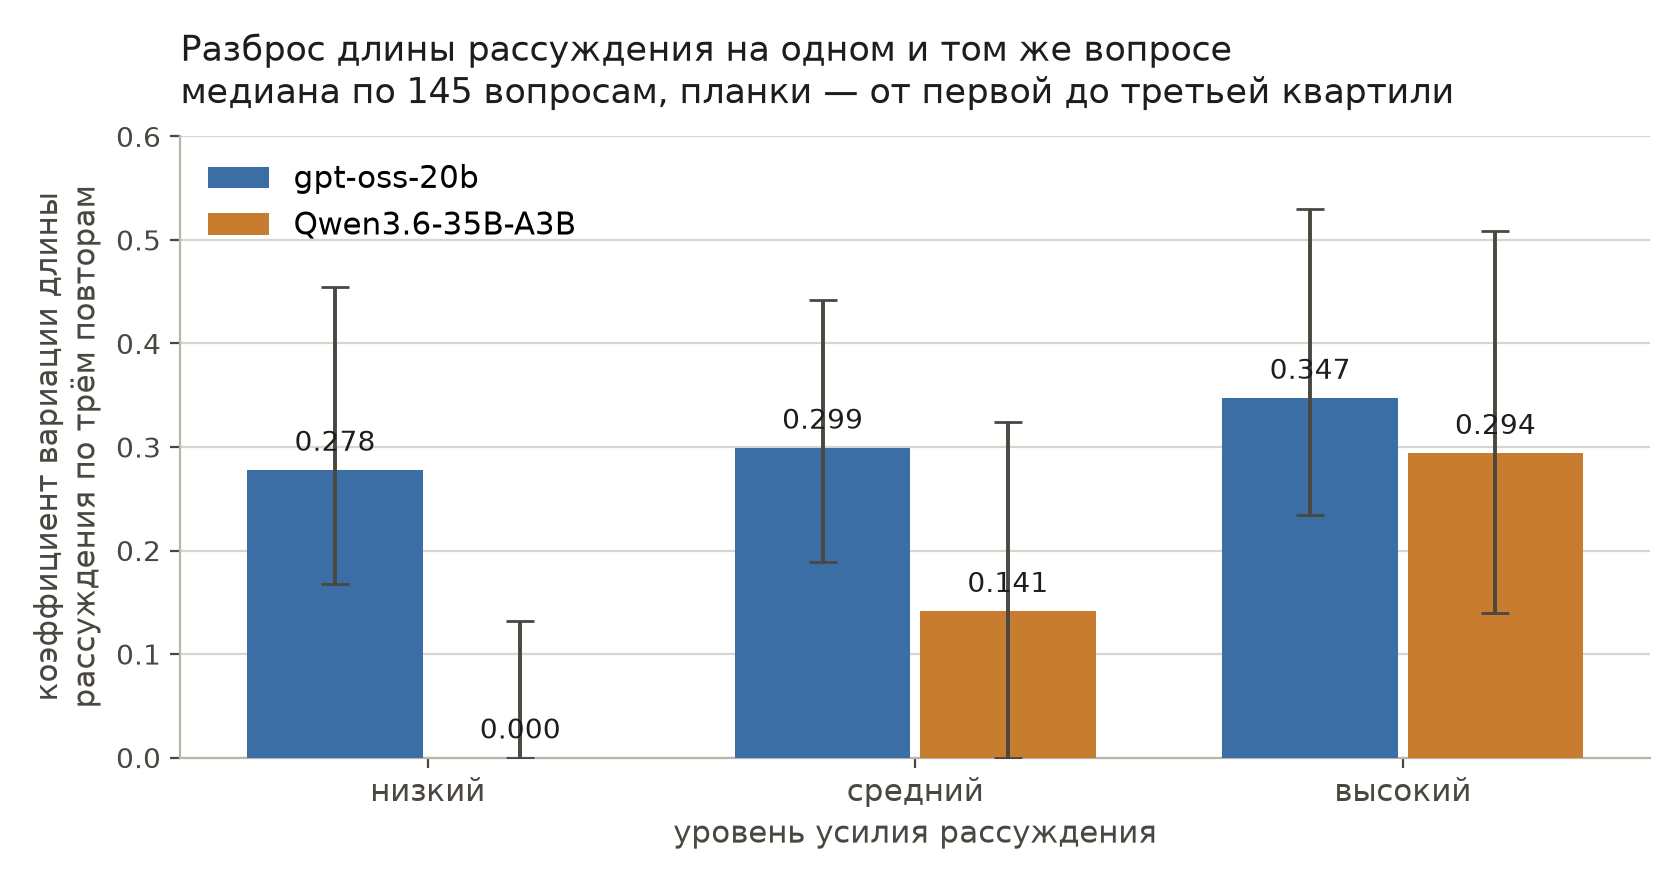 Разброс длины рассуждения на одном и том же вопросе
медиана по 145 вопросам, планки — от первой до третьей квартили
коэффициент вариации длины
рассуждения по трём повторам
0.6
0.5
0.4
0.3
0.2
0.1
0.0
gpt-oss-20b
Qwen3.6-35B-A3B
0.278
0.000
0.299
0.141
0.347
0.294
низкий
средний
высокий
уровень усилия рассуждения